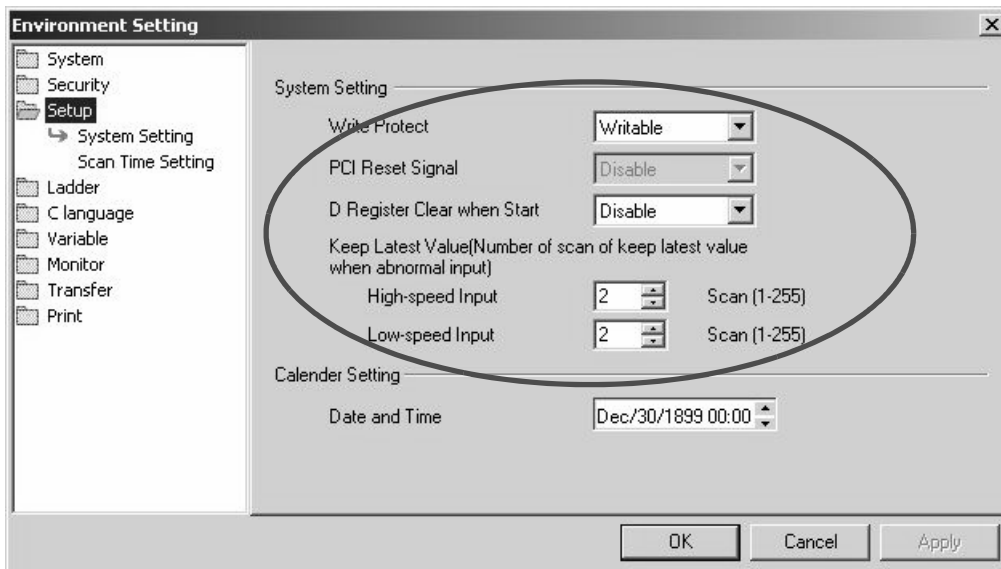 Environment Setting
System
Security
Setup
System Setting
Scan Time Setting
Ladder
C language
Variable
Monitor
Transfer
Print
System Setting
Write Protect Writable
PCI Reset Signal Disable
D Register Clear when Start Disable
Keep Latest Value(Number of scan of keep latest value
when abnormal input)
High-speed Input 2 Scan (1-255)
Low-speed Input 2 Scan (1-255)
Calender Setting
Date and Time Dec/30/1899 00:00
OK Cancel Apply